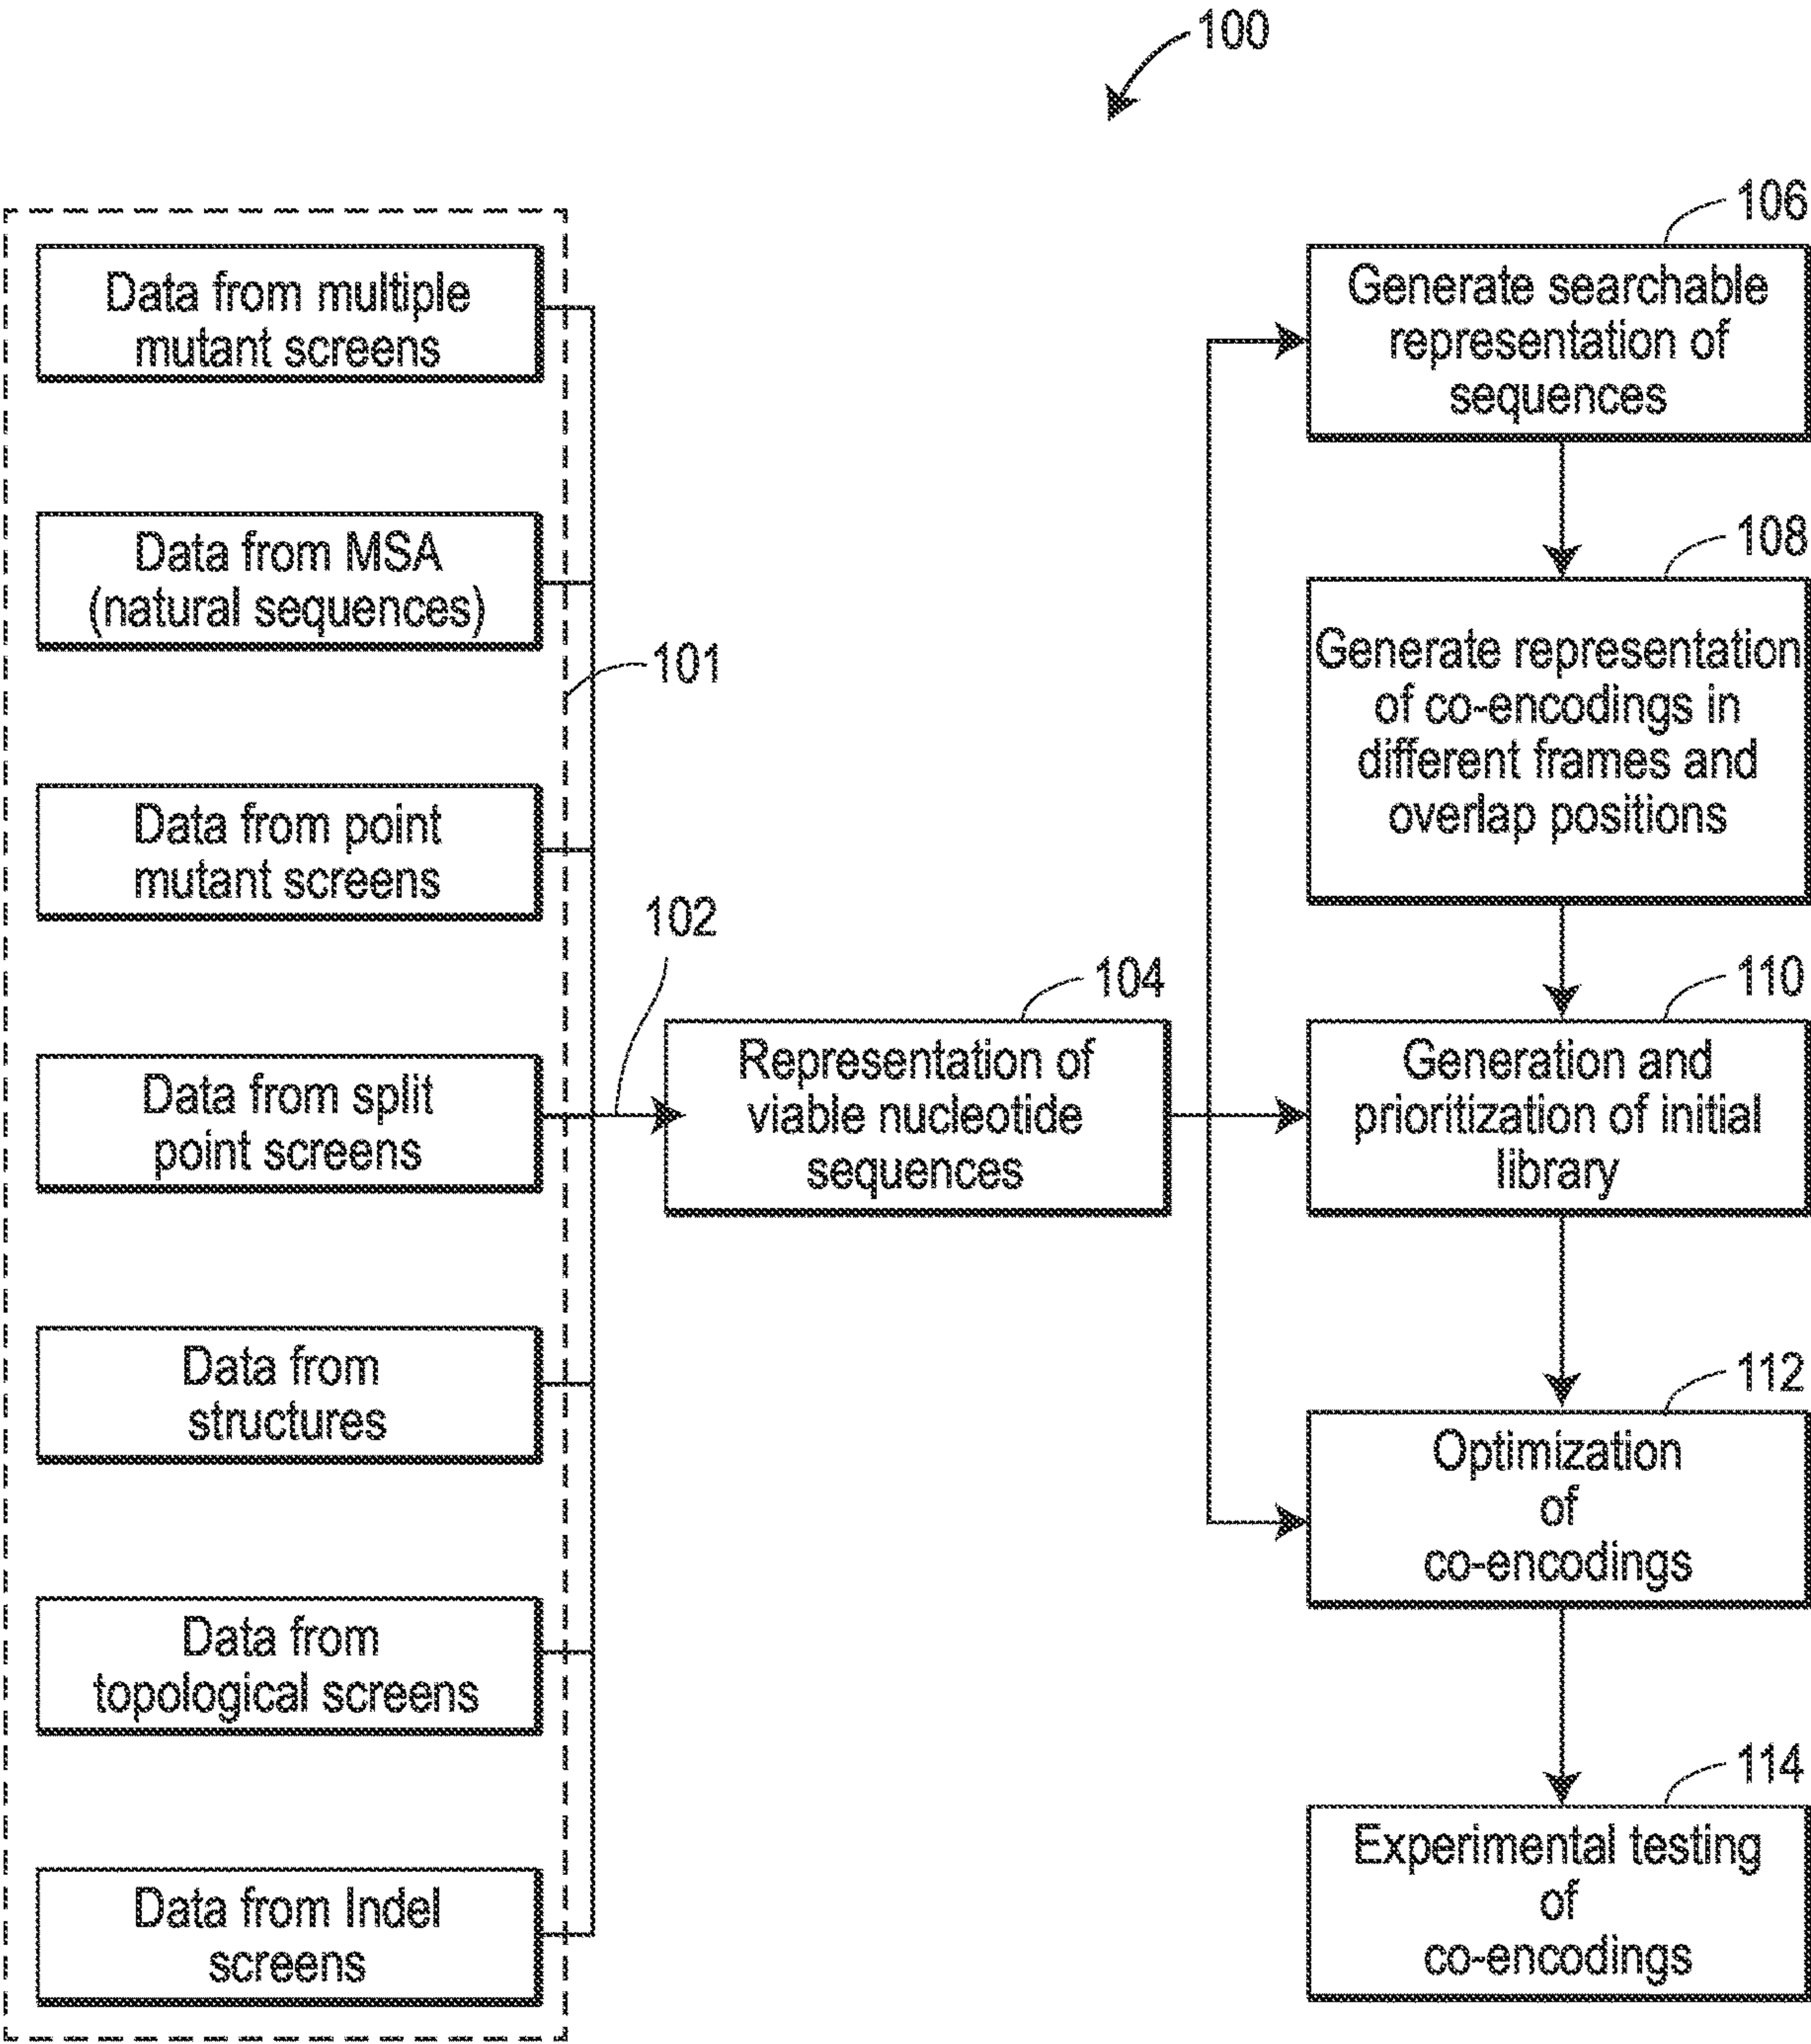 100
Data from multiple
mutant screens
Data from MSA
(natural sequences)
101
Data from point
mutant screens
102
Data from split
point screens
Data from
structures
Data from
topological screens
Data from Indel
screens
104
Representation of
viable nucleotide
sequences
106
Generate searchable
representation of
sequences
108
Generate representation
of co-encodings in
different frames and
overlap positions
110
Generation and
prioritization of initial
library
112
Optimization
of
co-encodings
114
Experimental testing
of
co-encodings